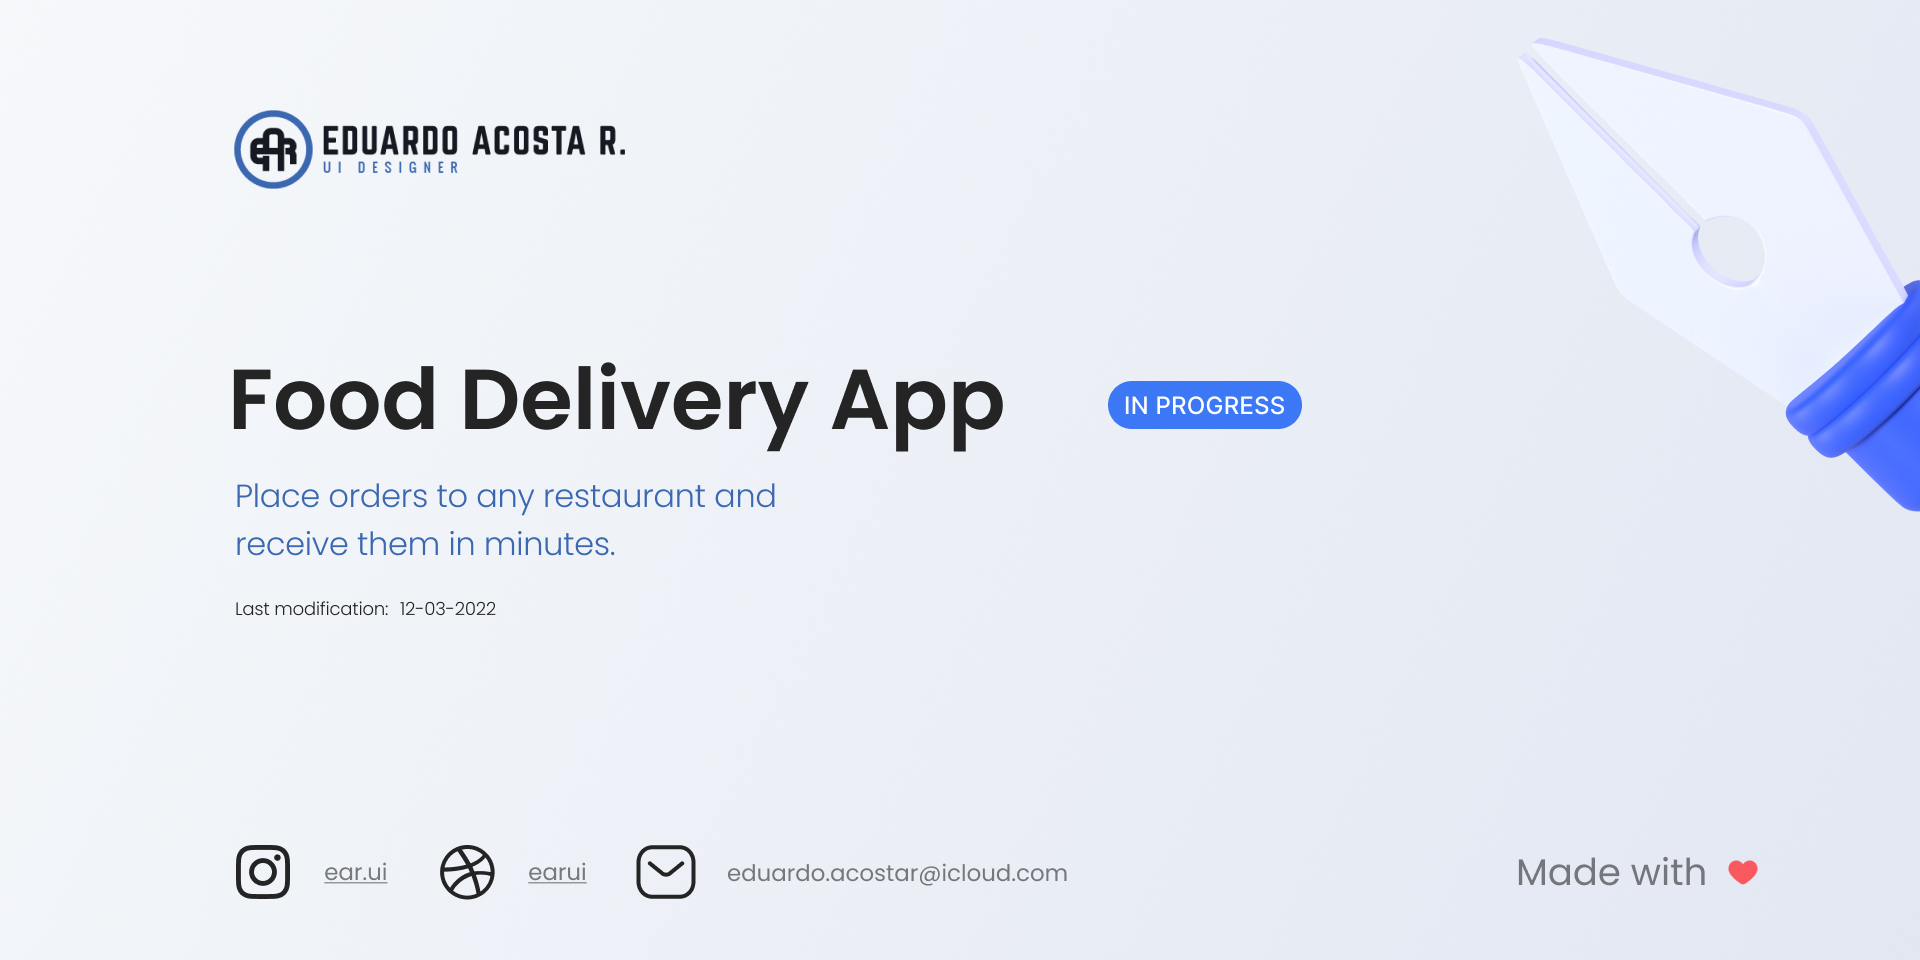 EAR EDUARDO ACOSTA R.
UI DESIGNER
Food Delivery App
IN PROGRESS
Place orders to any restaurant and
receive them in minutes.
Last modification: 12-03-2022
ear.ui
earui
eduardo.acostar@icloud.com
Made with